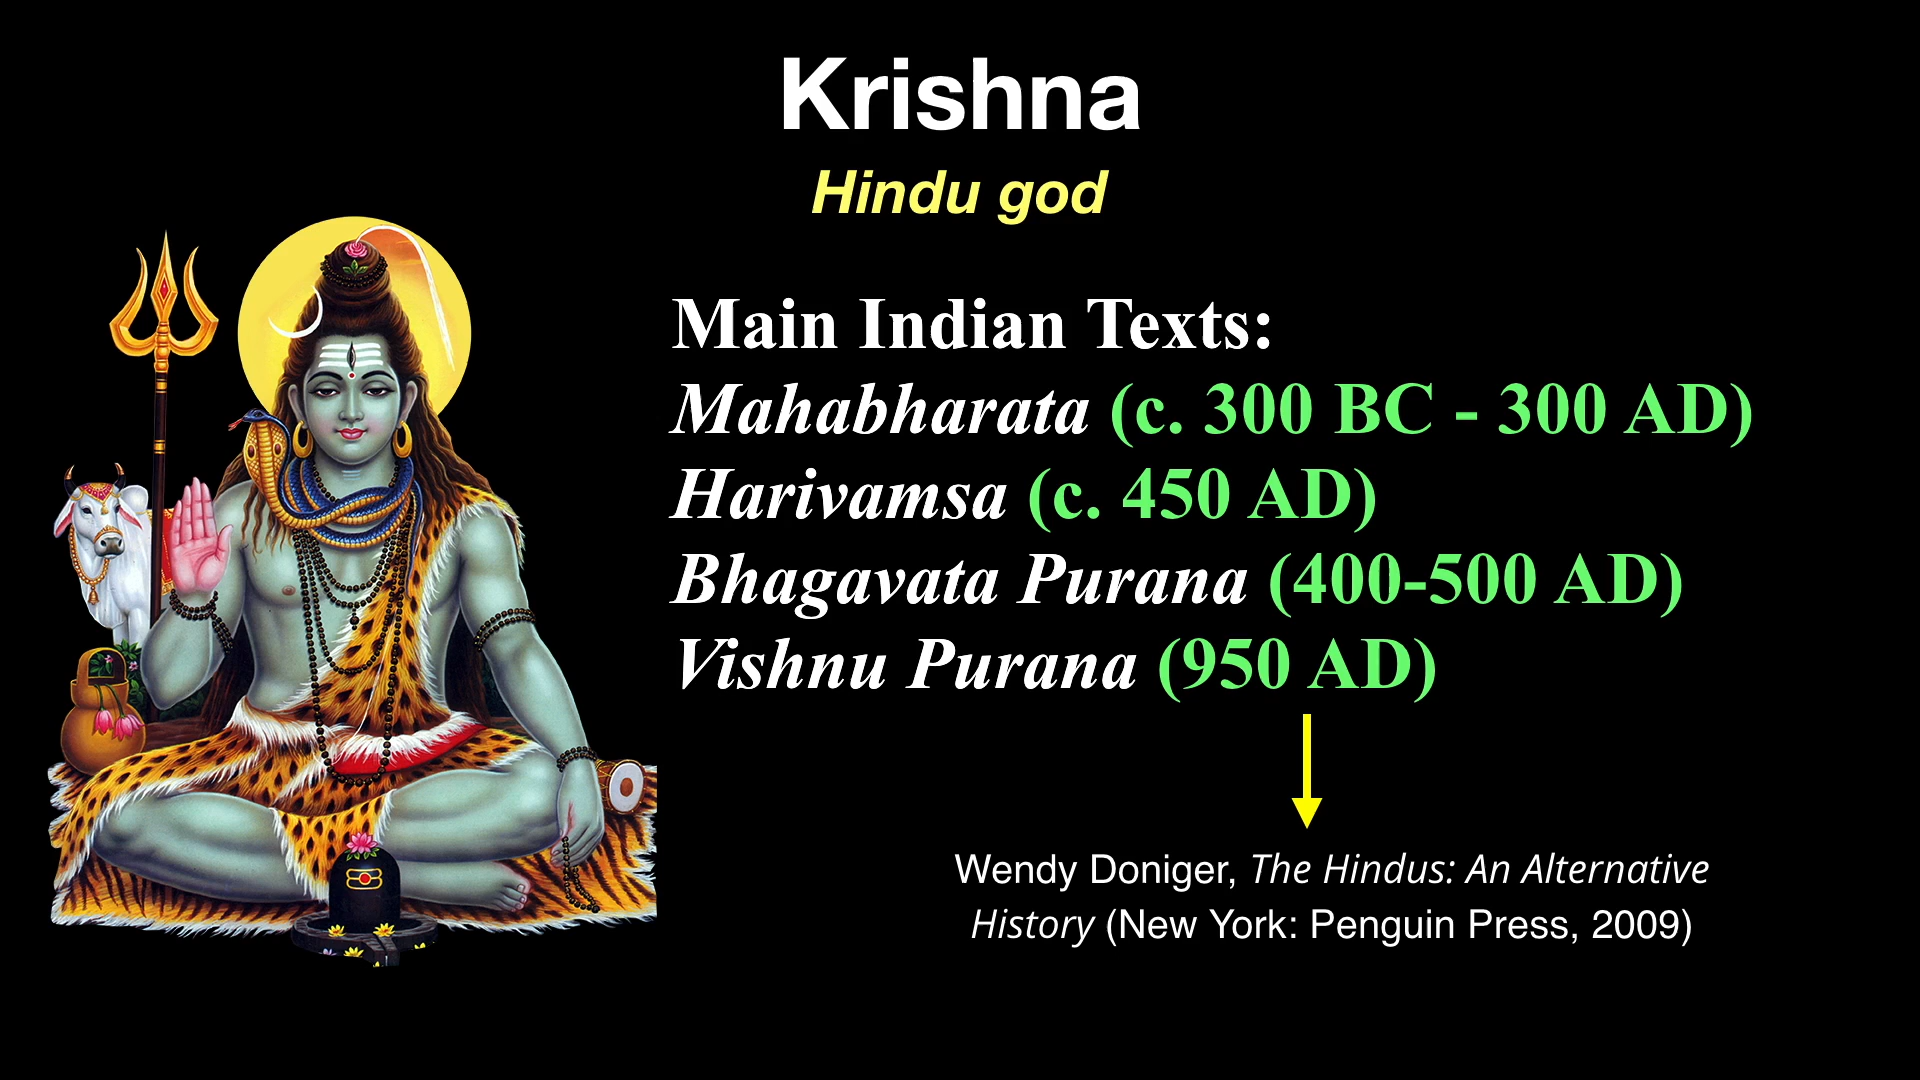 Krishna
Hindu god
Main Indian Texts:
Mahabharata (c. 300 BC - 300 AD)
Harivamsa (c. 450 AD)
Bhagavata Purana (400-500 AD)
Vishnu Purana (950 AD)
Wendy Doniger, The Hindus: An Alternative
History (New York: Penguin Press, 2009)